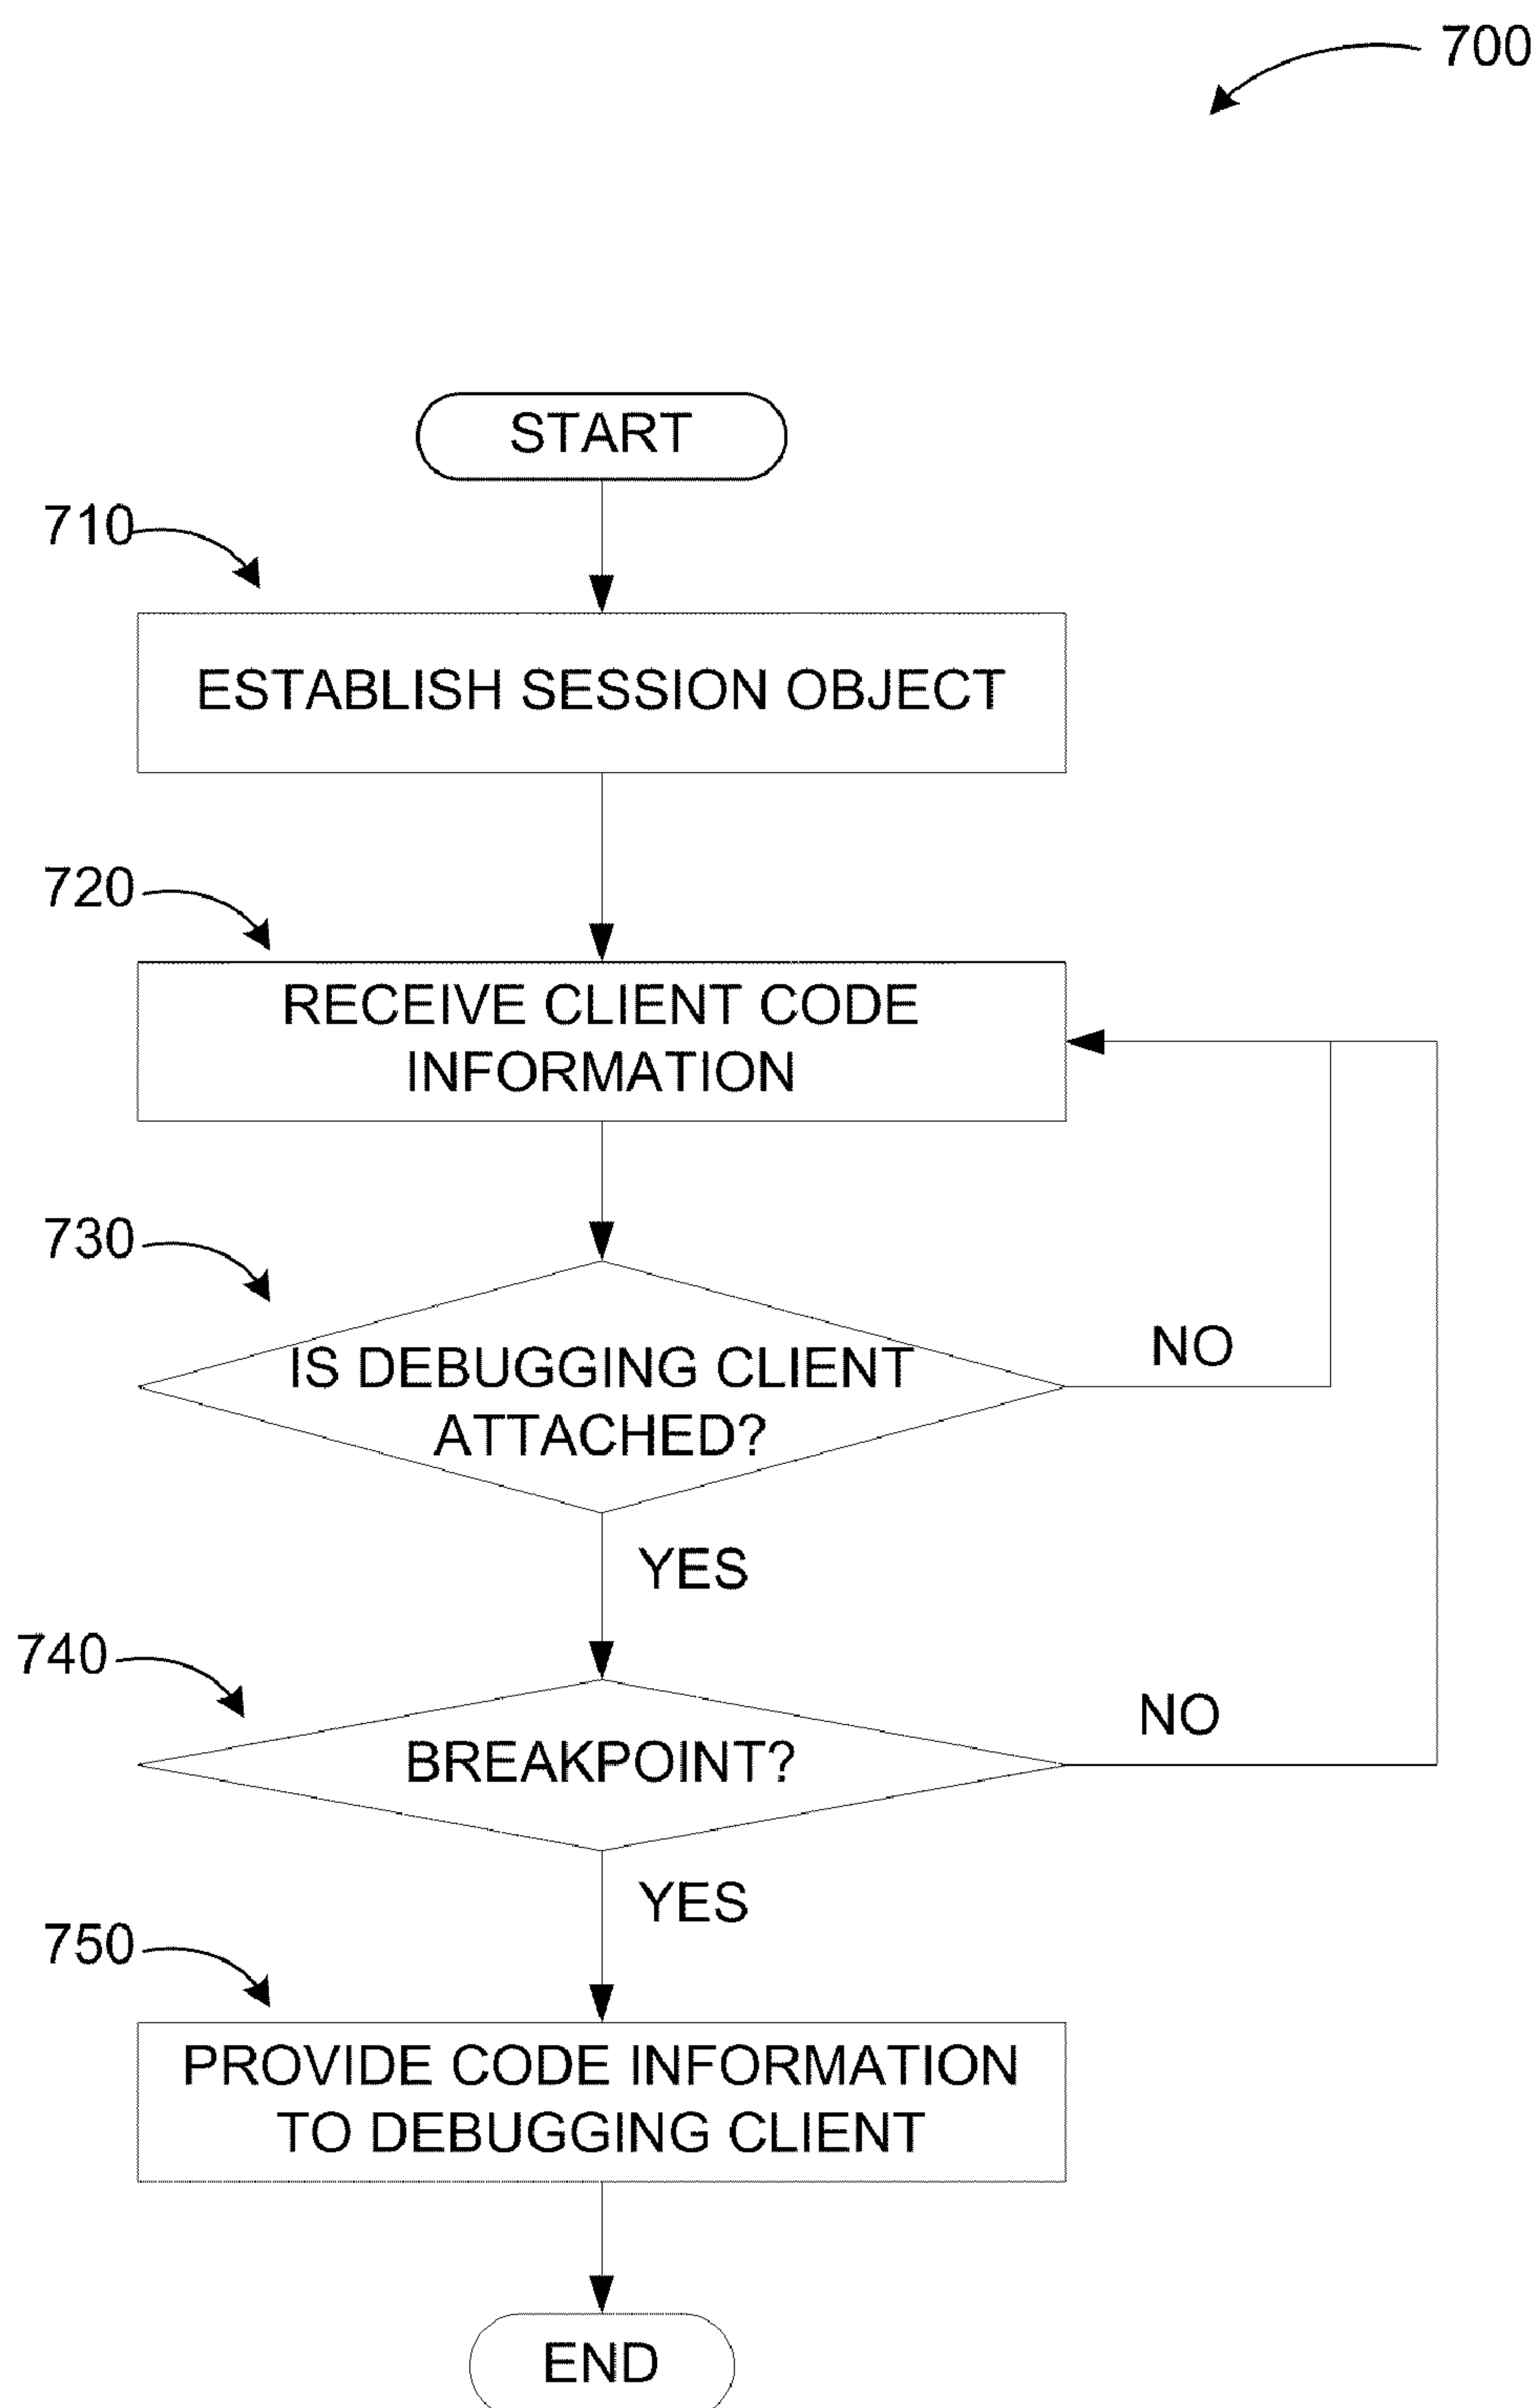 700
START
710
ESTABLISH SESSION OBJECT
720
RECEIVE CLIENT CODE
INFORMATION
730
IS DEBUGGING CLIENT
ATTACHED?
NO
YES
740
BREAKPOINT?
NO
YES
750
PROVIDE CODE INFORMATION
TO DEBUGGING CLIENT
END